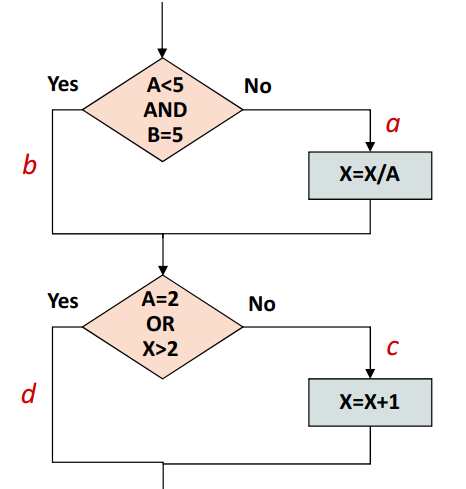 Yes
A<5
AND
B=5
No
a
b
X=X/A
Yes
A=2
OR
X>2
No
c
d
X=X+1